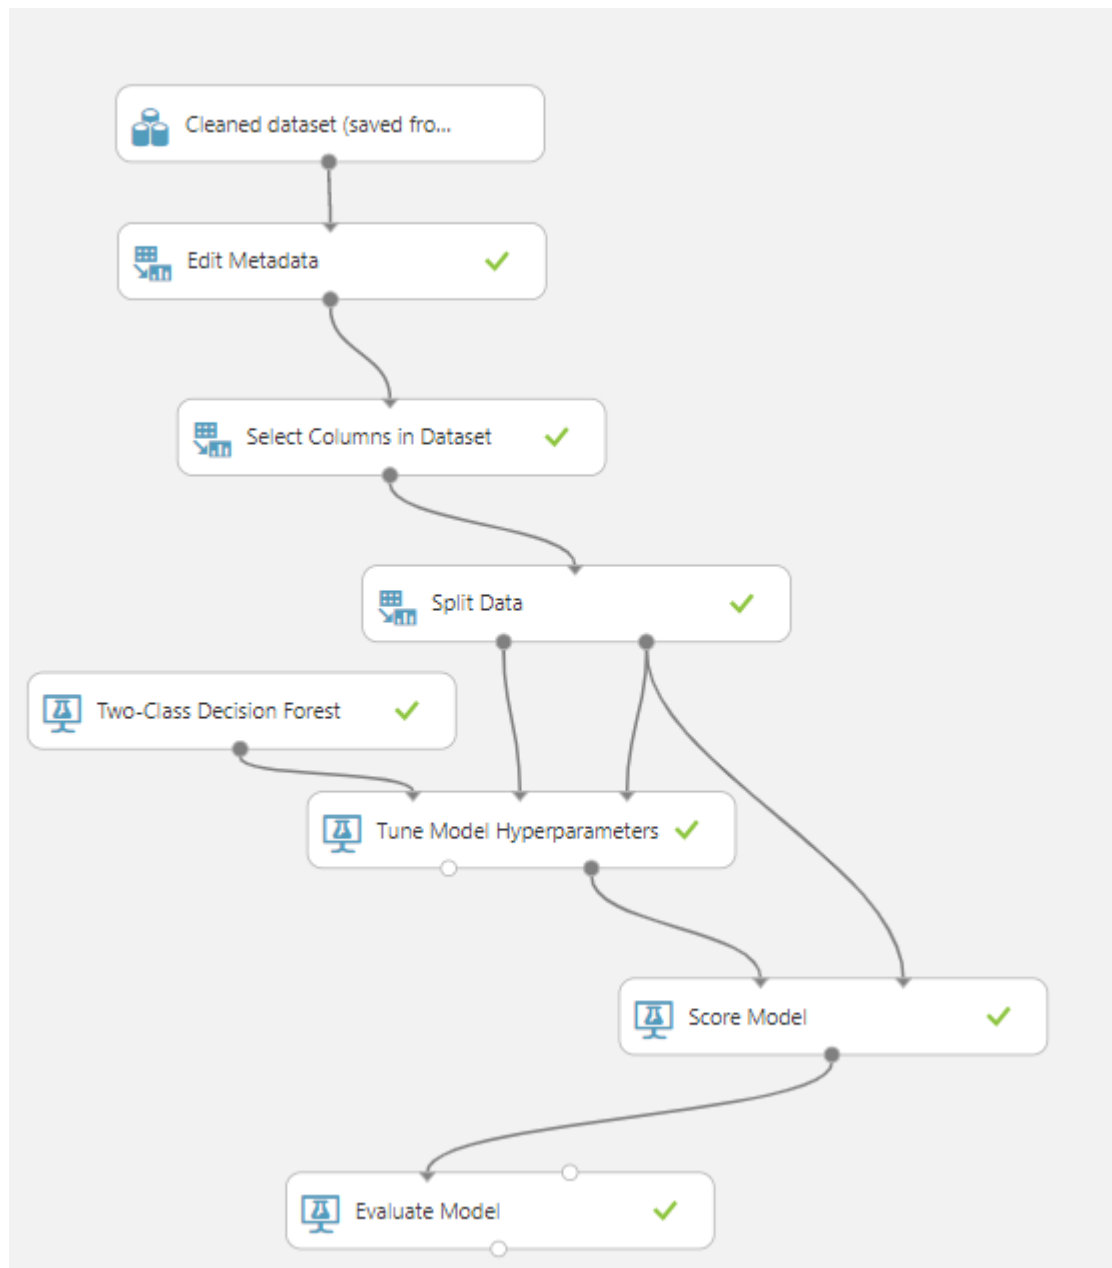 Cleaned dataset (saved fro...
Edit Metadata
Select Columns in Dataset
Split Data
Two-Class Decision Forest
Tune Model Hyperparameters
Score Model
Evaluate Model